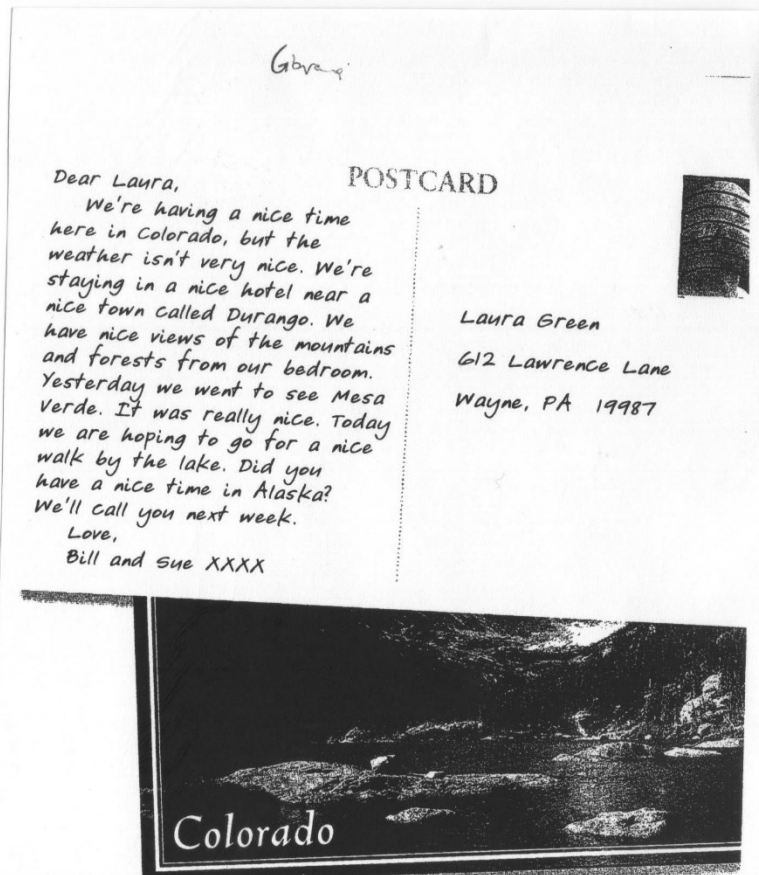 POSTCARD
Dear Laura,
We're having a nice time
here in Colorado, but the
weather isn't very nice. We're
staying in a nice hotel near a
nice town called Durango. We
have nice views of the mountains
and forests from our bedroom.
Yesterday we went to see Mesa
Verde. It was really nice. Today
we are hoping to go for a nice
walk by the lake. Did you
have a nice time in Alaska?
We'll call you next week.
Love,
Bill and Sue XXXX
Laura Green
612 Lawrence Lane
Wayne, PA 19987
Colorado